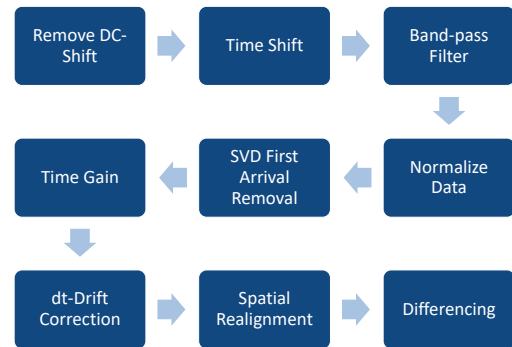 Remove DC-
Shift
Time Shift
Band-pass
Filter
Normalize
Data
SVD First
Arrival
Removal
Time Gain
dt-Drift
Correction
Spatial
Realignment
Differencing